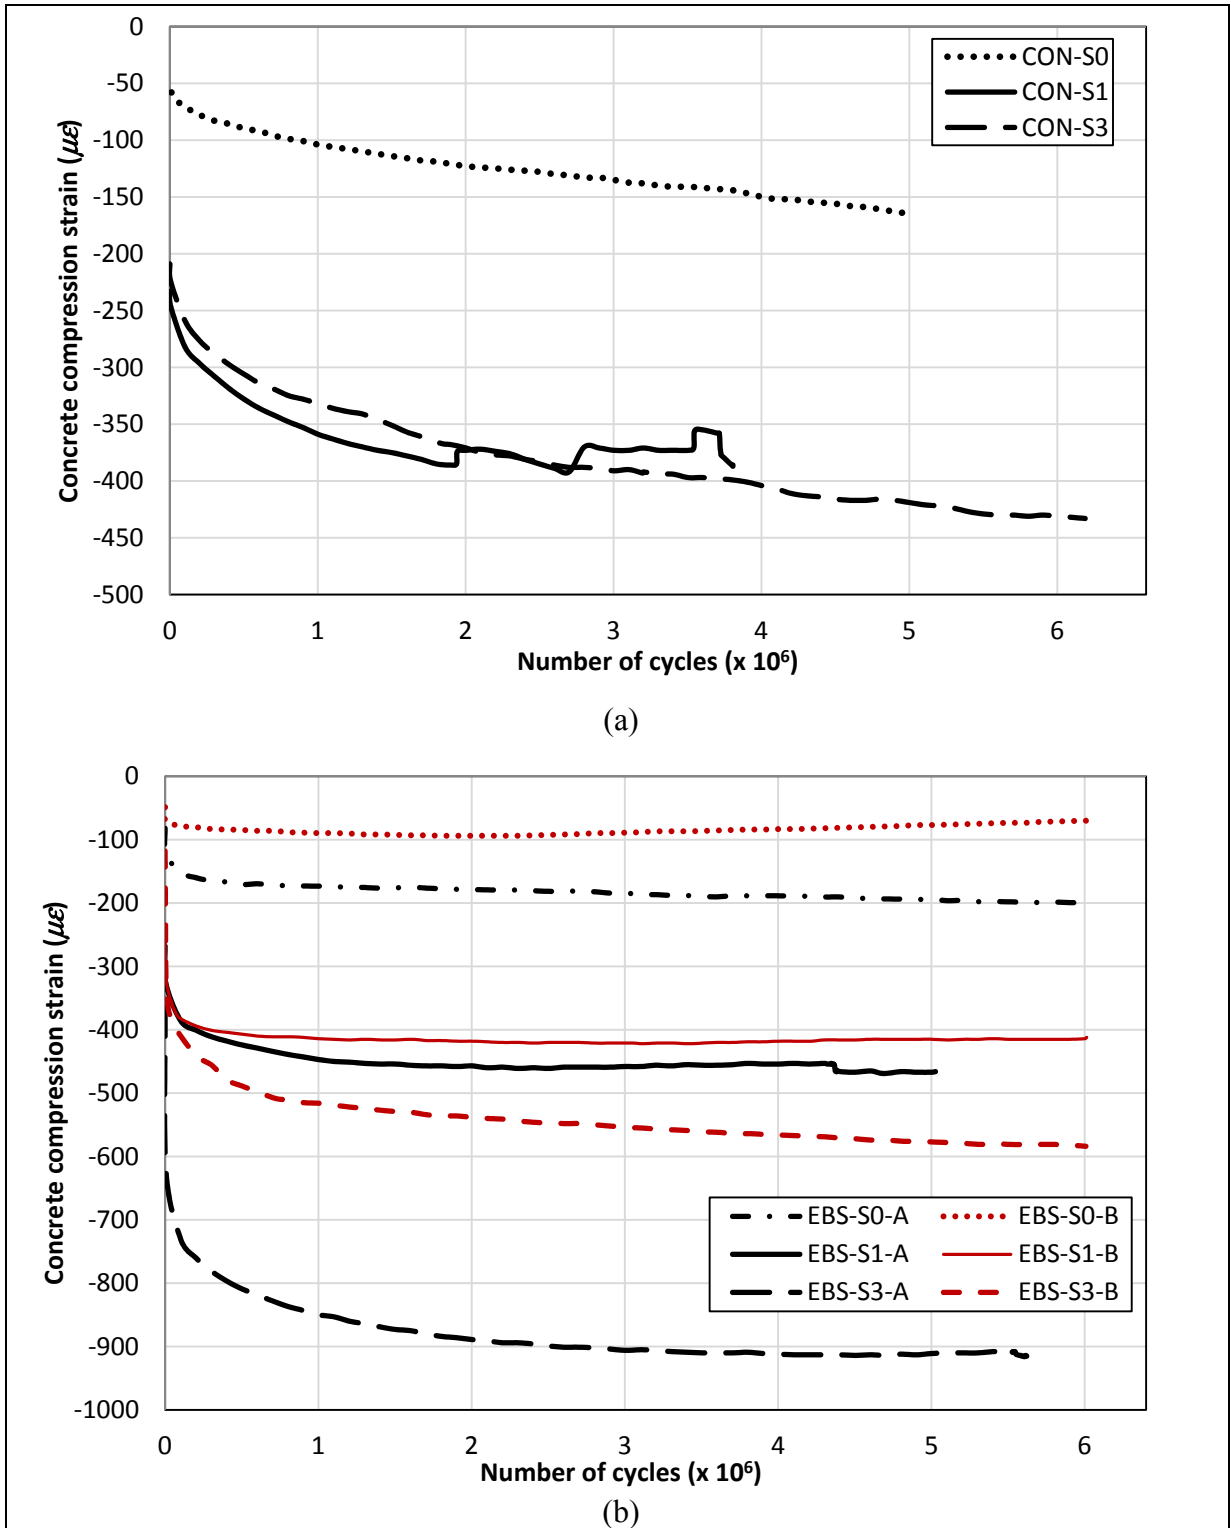 0
-50
-100
-150
-200
-250
-300
-350
-400
-450
-500
Concrete compression strain (με)
CON-S0
CON-S1
CON-S3
0 1 2 3 4 5 6
Number of cycles (x 10⁶)
(a)
0
-100
-200
-300
-400
-500
-600
-700
-800
-900
-1000
Concrete compression strain (με)
EBS-S0-A EBS-S0-B
EBS-S1-A EBS-S1-B
EBS-S3-A EBS-S3-B
0 1 2 3 4 5 6
Number of cycles (x 10⁶)
(b)